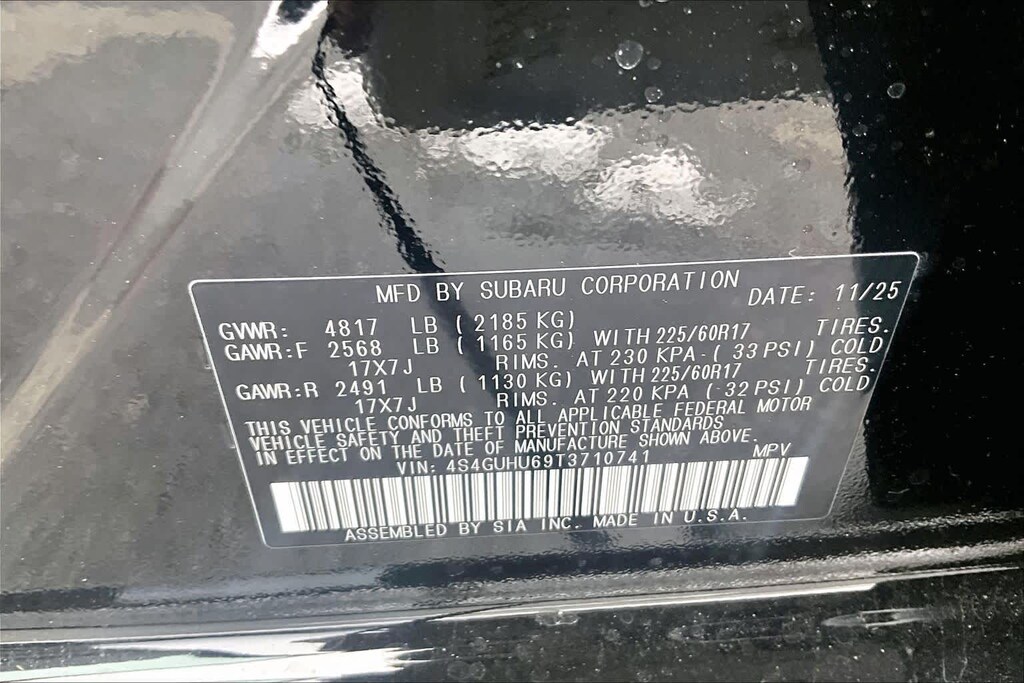 MFD BY SUBARU CORPORATION DATE: 11/25
GVWR: 4817 LB ( 2185 KG)
GAWR:F 2568 LB ( 1165 KG) WITH 225/60R17 TIRES.
17X7J RIMS. AT 230 KPA-( 33 PSI) COLD
GAWR:R 2491 LB ( 1130 KG) WITH 225/60R17 TIRES.
17X7J RIMS. AT 220 KPA ( 32 PSI) COLD
THIS VEHICLE CONFORMS TO ALL APPLICABLE FEDERAL MOTOR
VEHICLE SAFETY AND THEFT PREVENTION STANDARDS
IN EFFECT ON THE DATE OF MANUFACTURE SHOWN ABOVE.
VIN: 4S4GUHU69T3710741 MPV
ASSEMBLED BY SIA INC. MADE IN U.S.A.